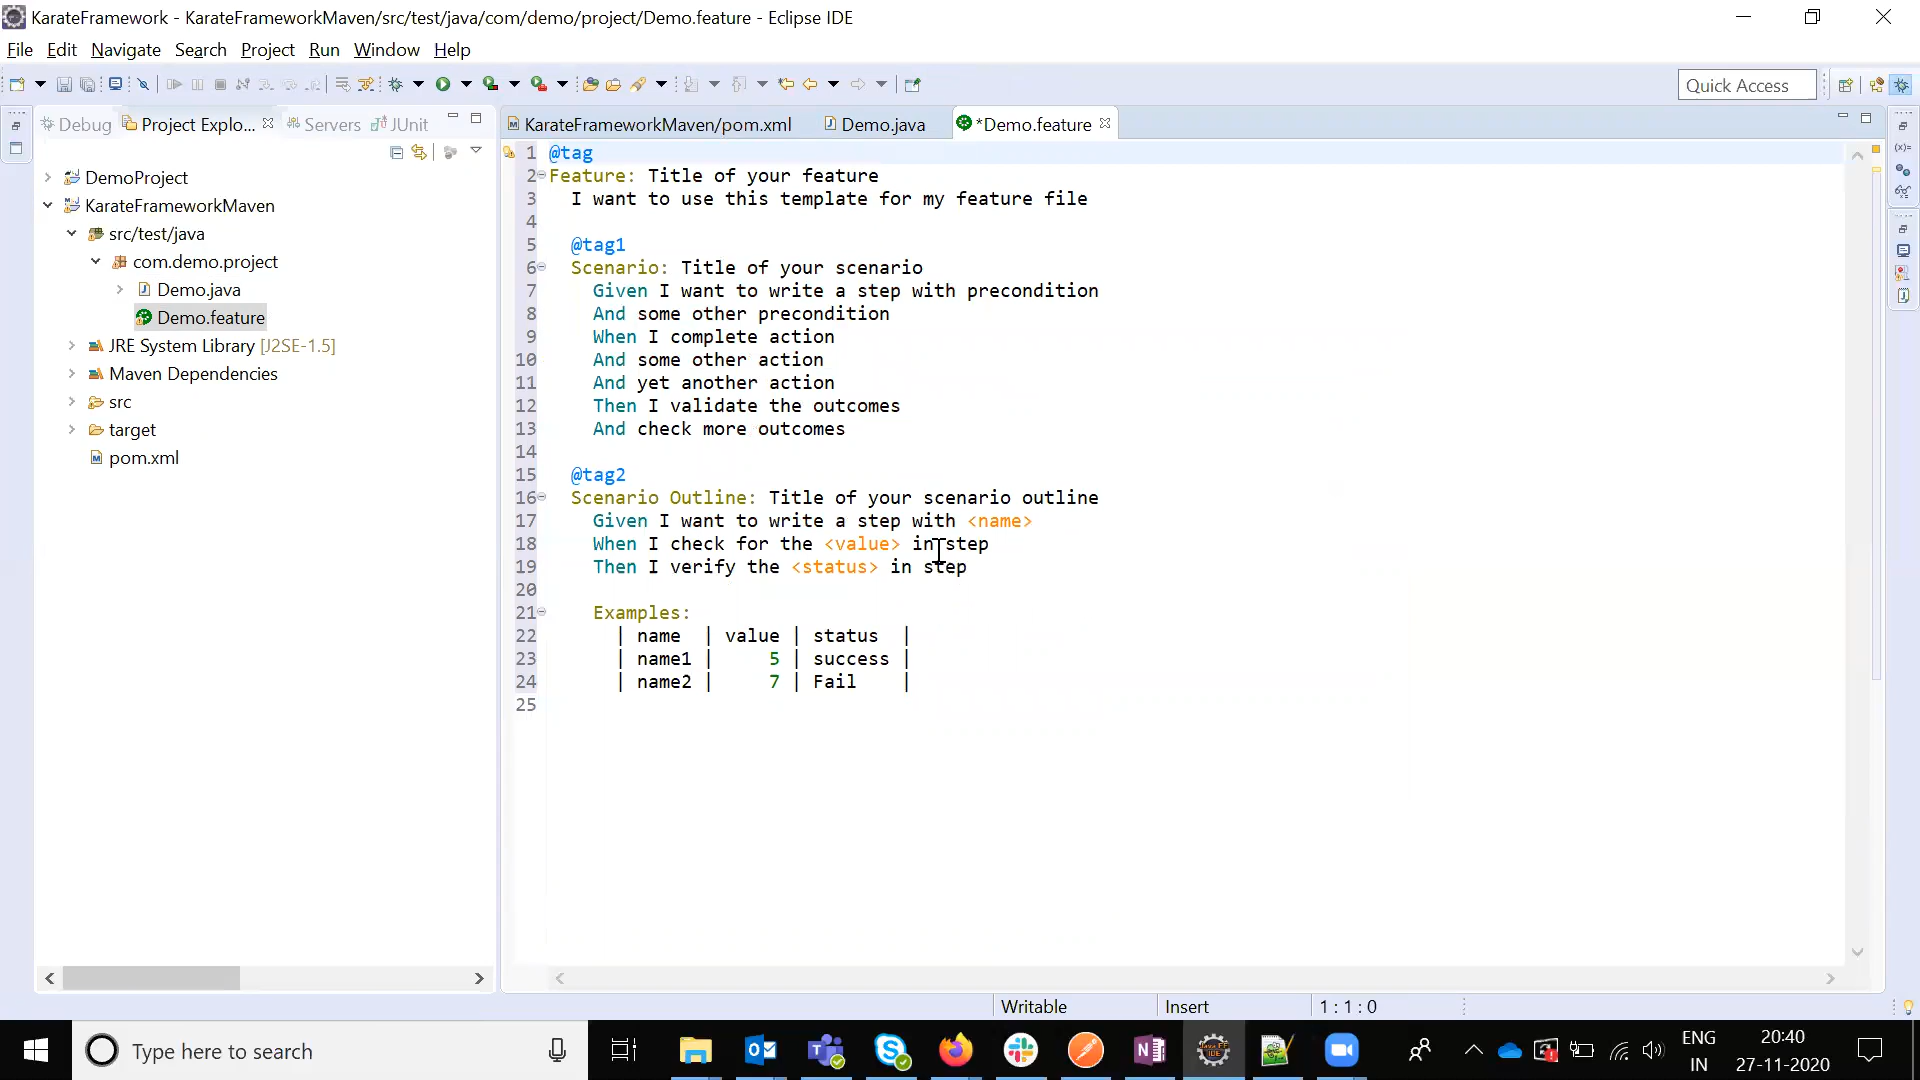 KarateFramework - KarateFrameworkMaven/src/test/java/com/demo/project/Demo.feature - Eclipse IDE
File Edit Navigate Search Project Run Window Help
Quick Access
Debug Project Explo... Servers JUnit
KarateFrameworkMaven/pom.xml Demo.java *Demo.feature
DemoProject
KarateFrameworkMaven
src/test/java
com.demo.project
Demo.java
Demo.feature
JRE System Library [J2SE-1.5]
Maven Dependencies
src
target
pom.xml
1 @tag
2 Feature: Title of your feature
3 I want to use this template for my feature file
4
5 @tag1
6 Scenario: Title of your scenario
7 Given I want to write a step with precondition
8 And some other precondition
9 When I complete action
10 And some other action
11 And yet another action
12 Then I validate the outcomes
13 And check more outcomes
14
15 @tag2
16 Scenario Outline: Title of your scenario outline
17 Given I want to write a step with <name>
18 When I check for the <value> in step
19 Then I verify the <status> in step
20
21 Examples:
22 | name | value | status |
23 | name1 | 5 | success |
24 | name2 | 7 | Fail |
25
Writable Insert 1 : 1 : 0
Type here to search
ENG
IN
20:40
27-11-2020